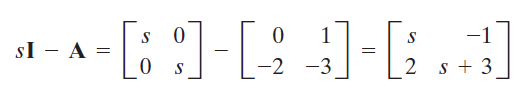 sI − A = [s 0] − [0 1] = [s −1]
[0 s] [−2 −3] [2 s + 3]